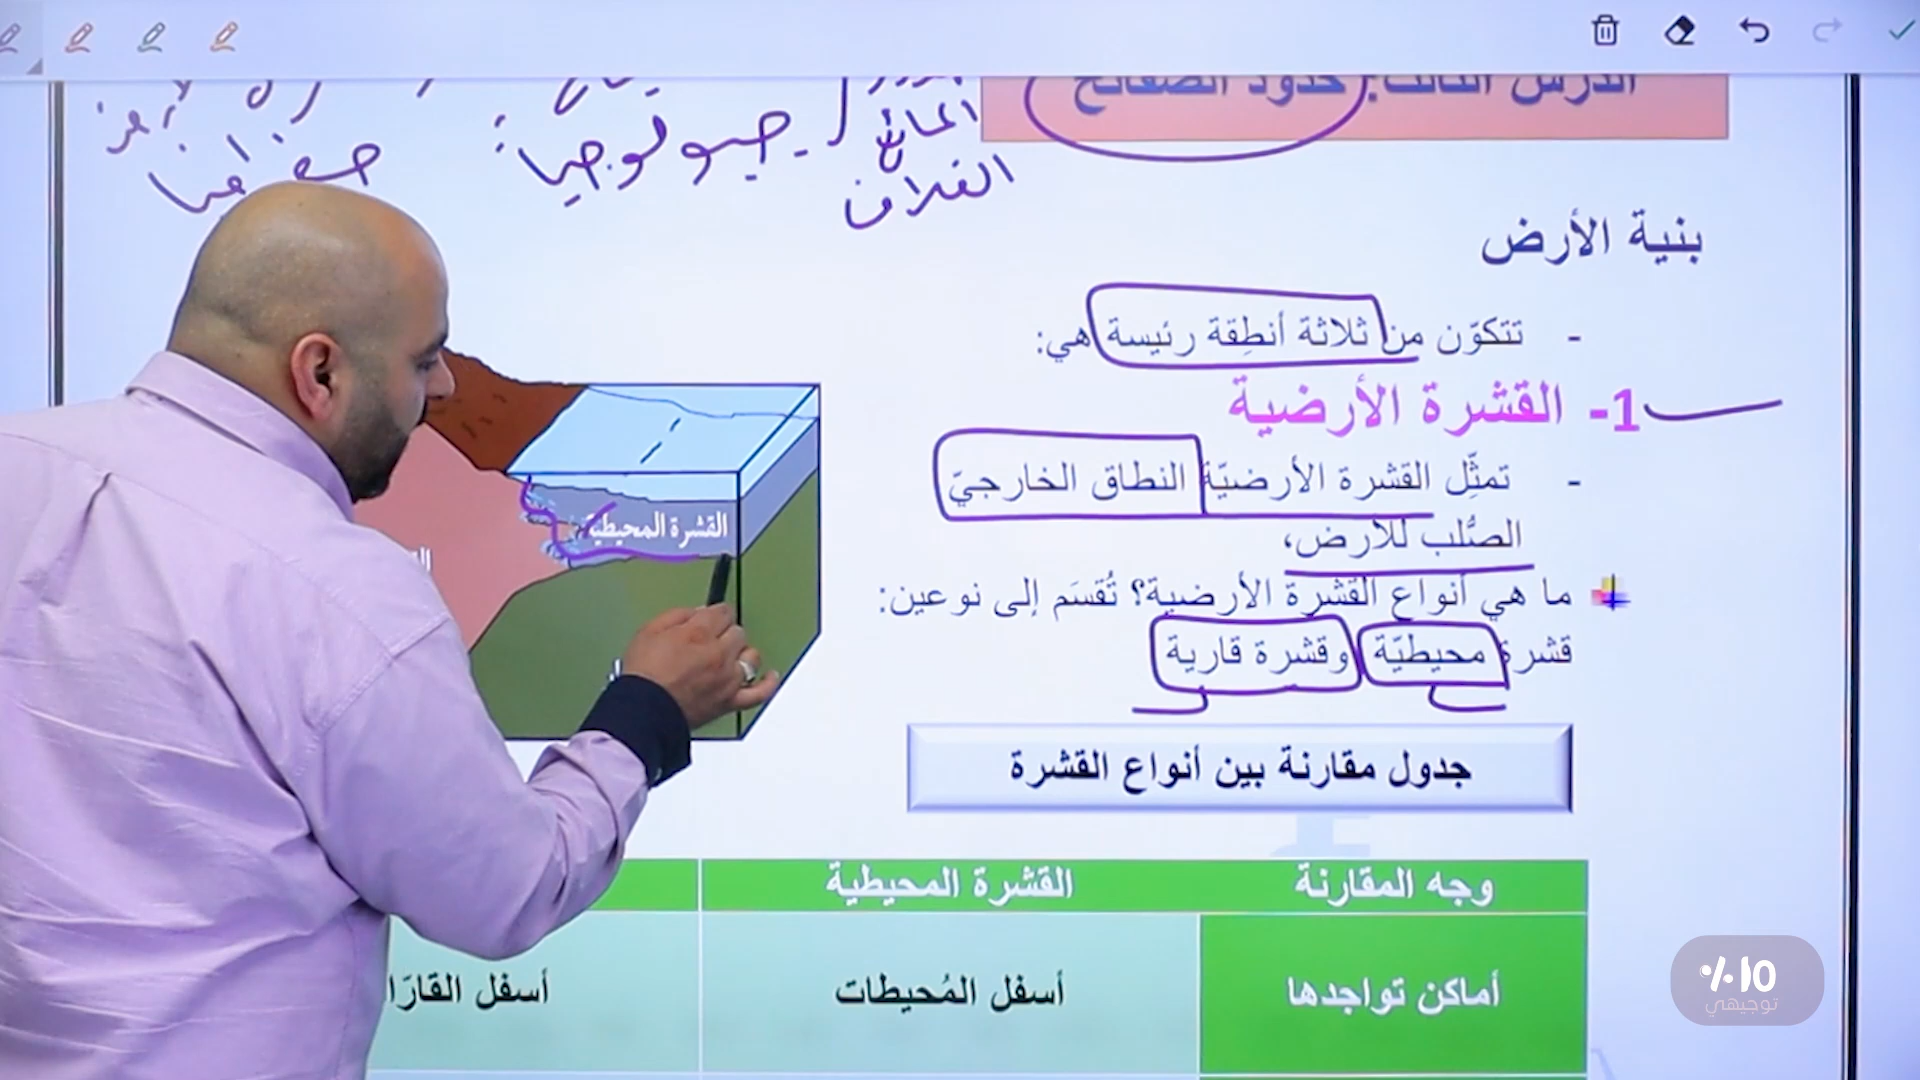 الدرس الثالث: حدود الصفائح
المائع
الغلاف
جيولوجيا:
جغرافيا
بنية الأرض
- تتكوّن من ثلاثة أنطِقة رئيسة هي:
1- القشرة الأرضية
- تمثِّل القشرة الأرضيّة النطاق الخارجيّ
الصُّلب للأرض،
ما هي أنواع القشرة الأرضية؟ تُقسَم إلى نوعين:
قشرة محيطيّة وقشرة قارية
القشرة المحيطية
جدول مقارنة بين أنواع القشرة
وجه المقارنة القشرة المحيطية
أماكن تواجدها أسفل المُحيطات أسفل القارَا
١٠٪
توجيهي